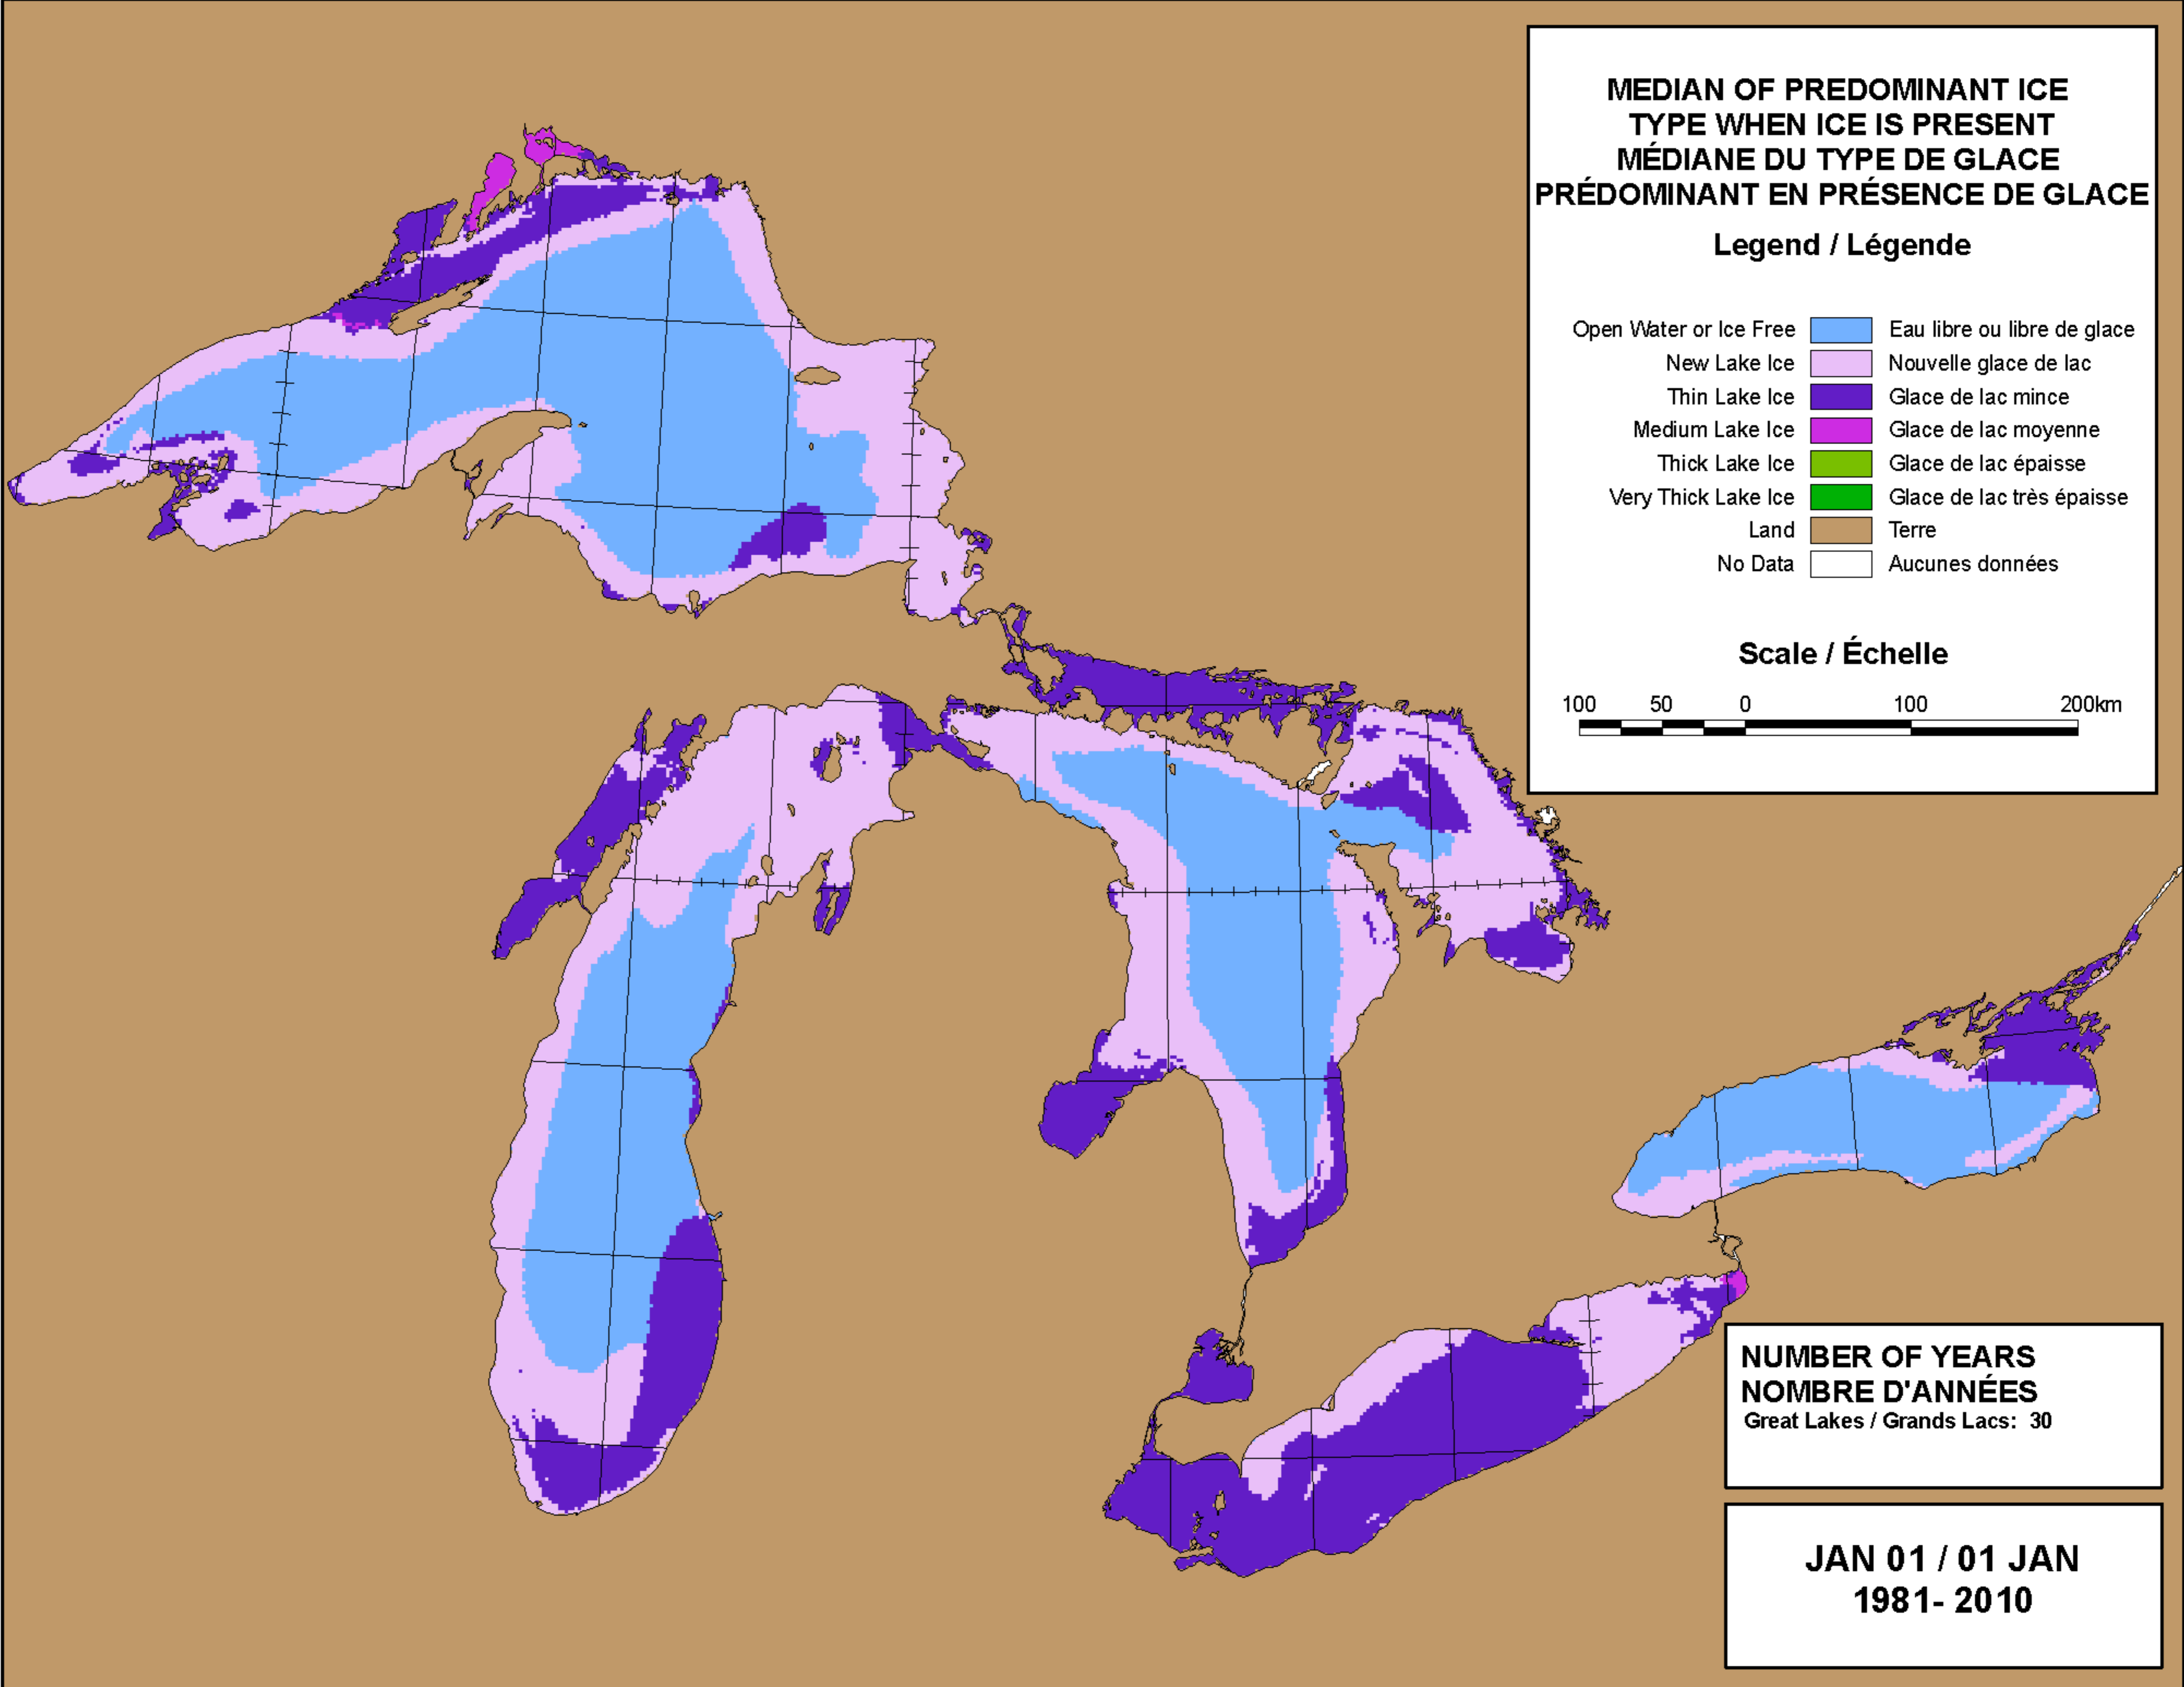 MEDIAN OF PREDOMINANT ICE
TYPE WHEN ICE IS PRESENT
MÉDIANE DU TYPE DE GLACE
PRÉDOMINANT EN PRÉSENCE DE GLACE
Legend / Légende
Open Water or Ice Free Eau libre ou libre de glace
New Lake Ice Nouvelle glace de lac
Thin Lake Ice Glace de lac mince
Medium Lake Ice Glace de lac moyenne
Thick Lake Ice Glace de lac épaisse
Very Thick Lake Ice Glace de lac très épaisse
Land Terre
No Data Aucunes données
Scale / Échelle
100 50 0 100 200km
NUMBER OF YEARS
NOMBRE D'ANNÉES
Great Lakes / Grands Lacs: 30
JAN 01 / 01 JAN
1981- 2010